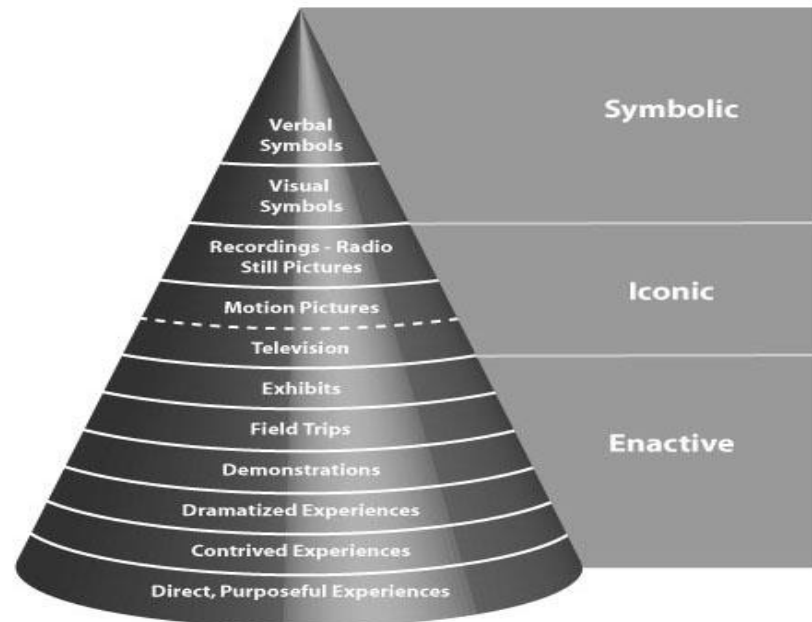 Verbal
Symbols
Visual
Symbols
Recordings - Radio
Still Pictures
Motion Pictures
Television
Exhibits
Field Trips
Demonstrations
Dramatized Experiences
Contrived Experiences
Direct, Purposeful Experiences
Symbolic
Iconic
Enactive